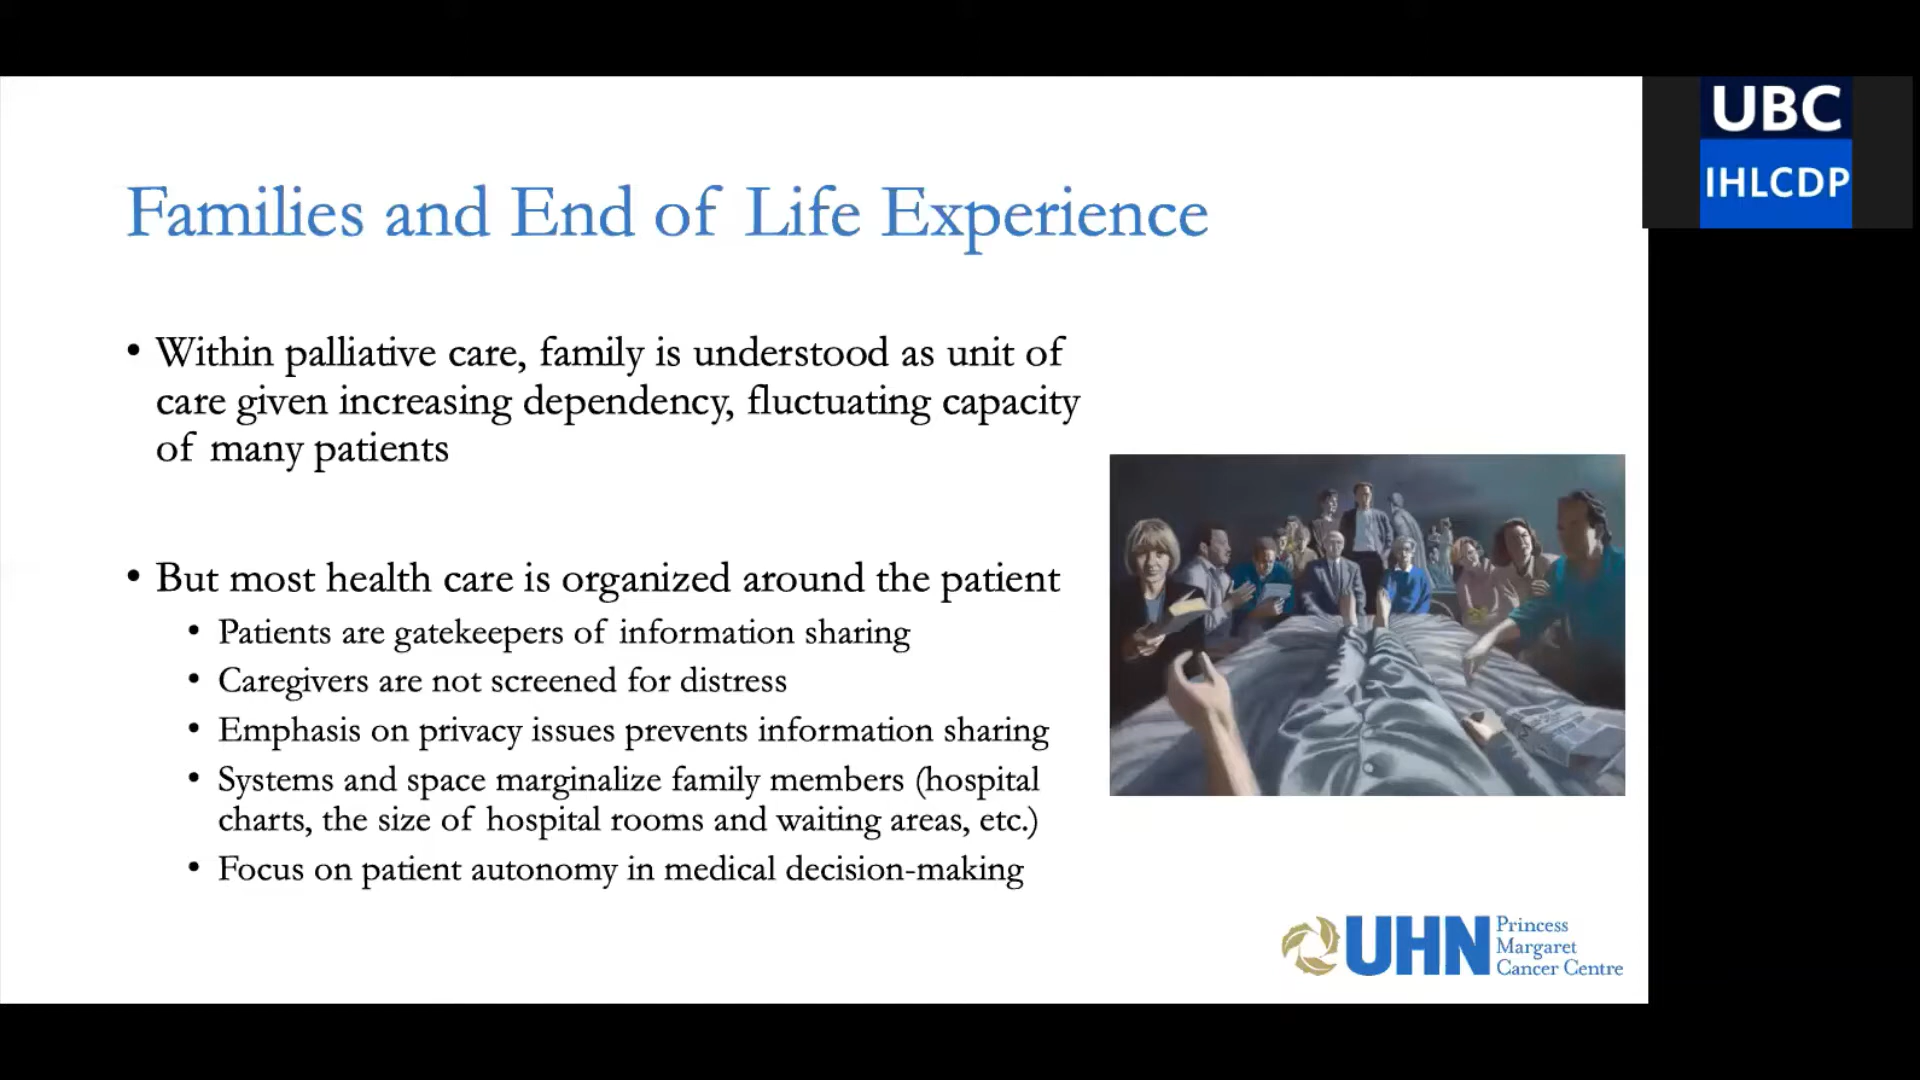 UBC
IHLCDP
Families and End of Life Experience
• Within palliative care, family is understood as unit of
care given increasing dependency, fluctuating capacity
of many patients
• But most health care is organized around the patient
• Patients are gatekeepers of information sharing
• Caregivers are not screened for distress
• Emphasis on privacy issues prevents information sharing
• Systems and space marginalize family members (hospital
charts, the size of hospital rooms and waiting areas, etc.)
• Focus on patient autonomy in medical decision-making
UHN
Princess
Margaret
Cancer Centre